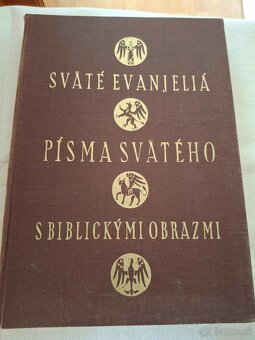 SVÄTÉ EVANJELIÁ
PÍSMA SVÄTÉHO
S BIBLICKÝMI OBRAZMI